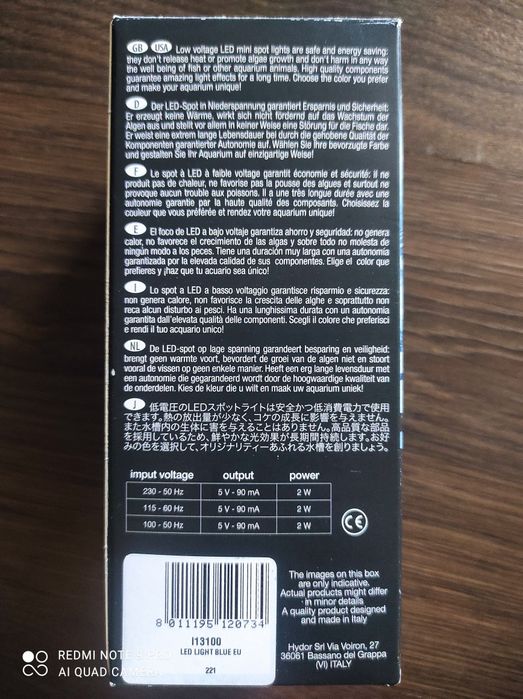 GB USA Low voltage LED mini spot lights are safe and energy saving:
they don't release heat or promote algae growth and don't harm in any way
the well being of fish or other aquarium animals. High quality components
guarantee amazing light effects for a long time. Choose the color you prefer
and make your aquarium unique!
D Der LED-Spot in Niederspannung garantiert Ersparnis und Sicherheit:
Er erzeugt keine Wärme, wirkt sich nicht fördernd auf das Wachstum der
Algen aus und stellt vor allem in keiner Weise eine Störung für die Fische dar.
Er weist eine extrem lange Lebensdauer bei durch die gehobene Qualität der
Komponenten garantierter Autonomie auf. Wählen Sie Ihre bevorzugte Farbe
und gestalten Sie Ihr Aquarium auf einzigartige Weise!
F Le spot à LED à faible voltage garantit économie et sécurité: il ne
produit pas de chaleur, ne favorise pas la pousse des algues et surtout ne
provoque aucun trouble aux poissons. Il a une très longue durée avec une
autonomie garantie par la haute qualité des composants. Choisissez la
couleur que vous préférée et rendez votre aquarium unique!
E El foco de LED a bajo voltaje garantiza ahorro y seguridad: no genera
calor, no favorece el crecimiento de las algas y sobre todo no molesta de
ningún modo a los peces. Tiene una duración muy larga con una autonomía
garantizada por la elevada calidad de sus componentes. Elige el color que
prefieres y ¡haz que tu acuario sea único!
I Lo spot a LED a basso voltaggio garantisce risparmio e sicurezza:
non genera calore, non favorisce la crescita delle alghe e soprattutto non
reca alcun disturbo ai pesci. Ha una lunghissima durata con un autonomia
garantita dall'elevata qualità delle componenti. Scegli il colore che preferisci
e rendi il tuo acquario unico!
NL De LED-spot op lage spanning garandeert besparing en veiligheid:
brengt geen warmte voort, bevordert de groei van de algen niet en stoort
vooral de vissen op geen enkele manier. Heeft een erg lange levensduur met
een autonomie die gegarandeerd wordt door de hoogwaardige kwaliteit van
de onderdelen. Kies de kleur die u wilt en maak uw aquarium uniek!
J 低電圧のLEDスポットライトは安全かつ低消費電力で使用
できます。熱の放出量が少なく、コケの成長に影響を与えません。
また水槽内の生体に害を与えることはありません。高品質な部品
を採用しているため、鮮やかな光効果が長期間持続します。お好
みの色を選択して、オリジナリティーあふれる水槽を創りましょう。
imput voltage output power
230 - 50 Hz 5 V - 90 mA 2 W
115 - 60 Hz 5 V - 90 mA 2 W
100 - 50 Hz 5 V - 90 mA 2 W
CE
8 011195 120734
I13100
LED LIGHT BLUE EU
221
The images on this box
are only indicative.
Actual products might differ
in minor details
A quality product designed
and made in Italy
Hydor Srl Via Voiron, 27
36061 Bassano del Grappa
(VI) ITALY
REDMI NOTE
AI QUAD CAMERA